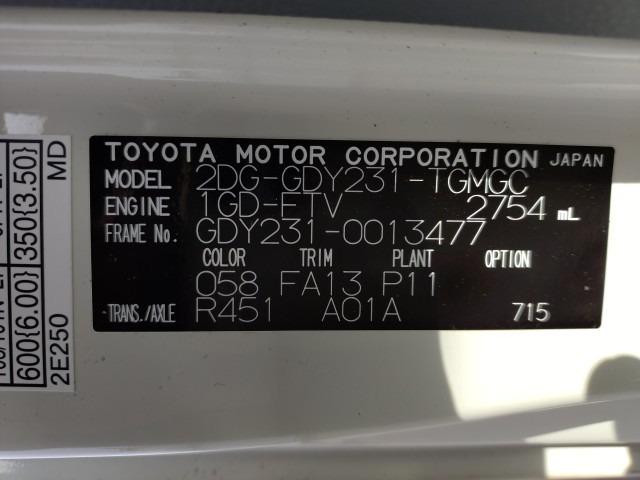 TOYOTA MOTOR CORPORATION JAPAN
MODEL 2DG-GDY231-TGMGC
ENGINE 1GD-FTV 2754 mL
FRAME No. GDY231-0013477
COLOR TRIM PLANT OPTION
058 FA13 P11
TRANS./AXLE R451 A01A 715
600{6.00} 350{3.50}
2E250 MD